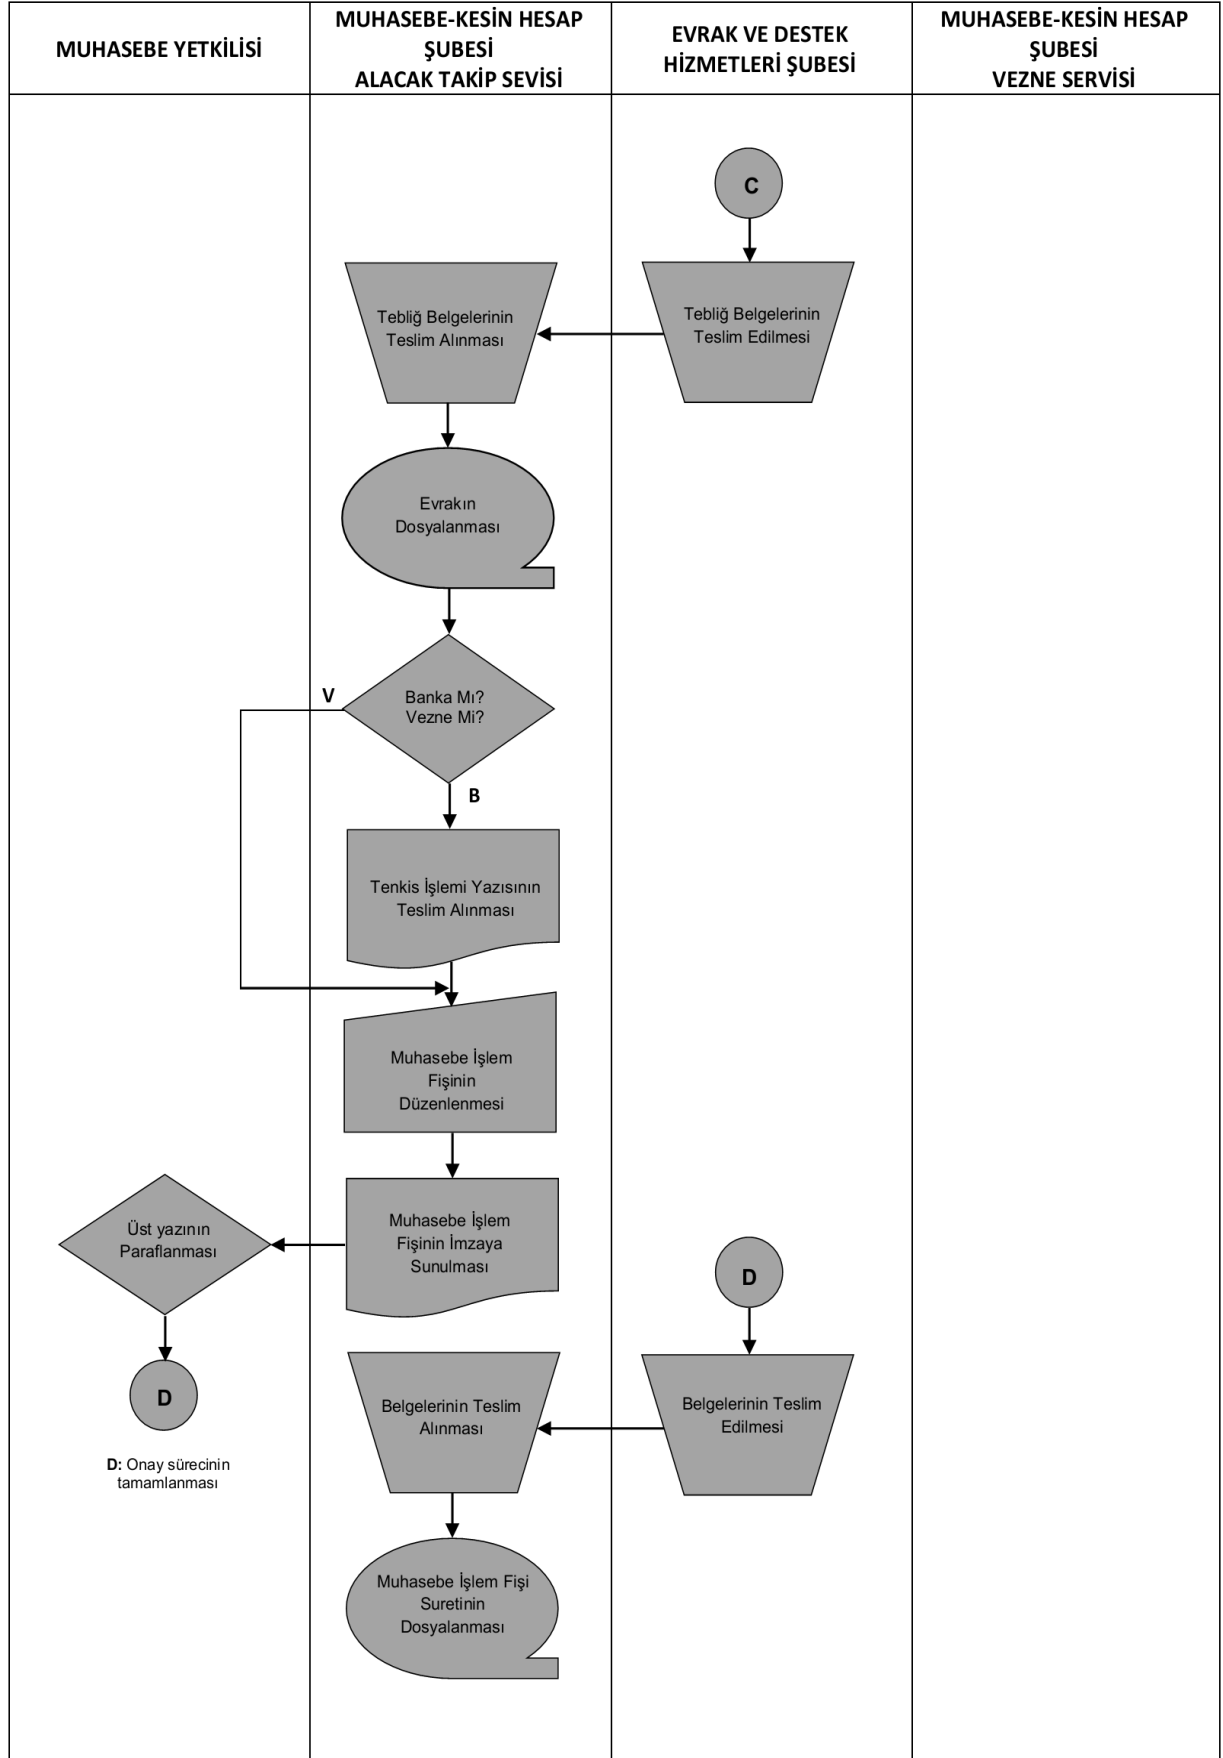 MUHASEBE YETKİLİSİ
MUHASEBE-KESİN HESAP
ŞUBESİ
ALACAK TAKİP SEVİSİ
EVRAK VE DESTEK
HİZMETLERİ ŞUBESİ
MUHASEBE-KESİN HESAP
ŞUBESİ
VEZNE SERVİSİ
C
Tebliğ Belgelerinin
Teslim Alınması
Tebliğ Belgelerinin
Teslim Edilmesi
Evrakın
Dosyalanması
V
Banka Mı?
Vezne Mi?
B
Tenkis İşlemi Yazısının
Teslim Alınması
Muhasebe İşlem
Fişinin
Düzenlenmesi
Üst yazının
Paraflanması
Muhasebe İşlem
Fişinin İmzaya
Sunulması
D
D
D: Onay sürecinin
tamamlanması
Belgelerinin Teslim
Alınması
Belgelerinin Teslim
Edilmesi
Muhasebe İşlem Fişi
Suretinin
Dosyalanması